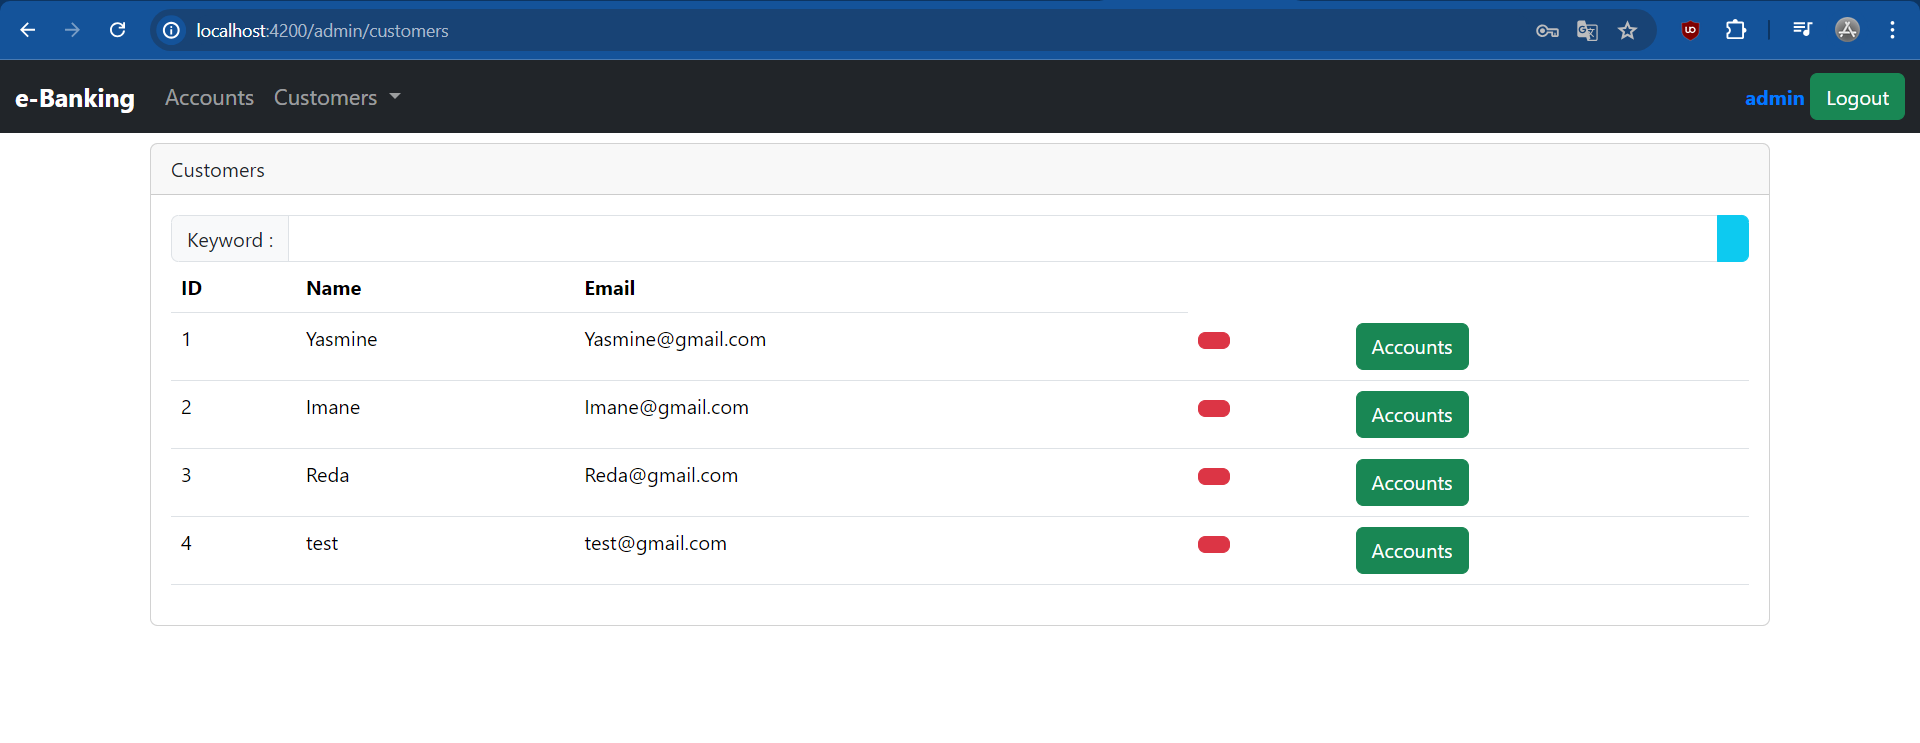 localhost:4200/admin/customers
e-Banking Accounts Customers admin Logout
Customers
Keyword :
ID Name Email
1 Yasmine Yasmine@gmail.com Accounts
2 Imane Imane@gmail.com Accounts
3 Reda Reda@gmail.com Accounts
4 test test@gmail.com Accounts